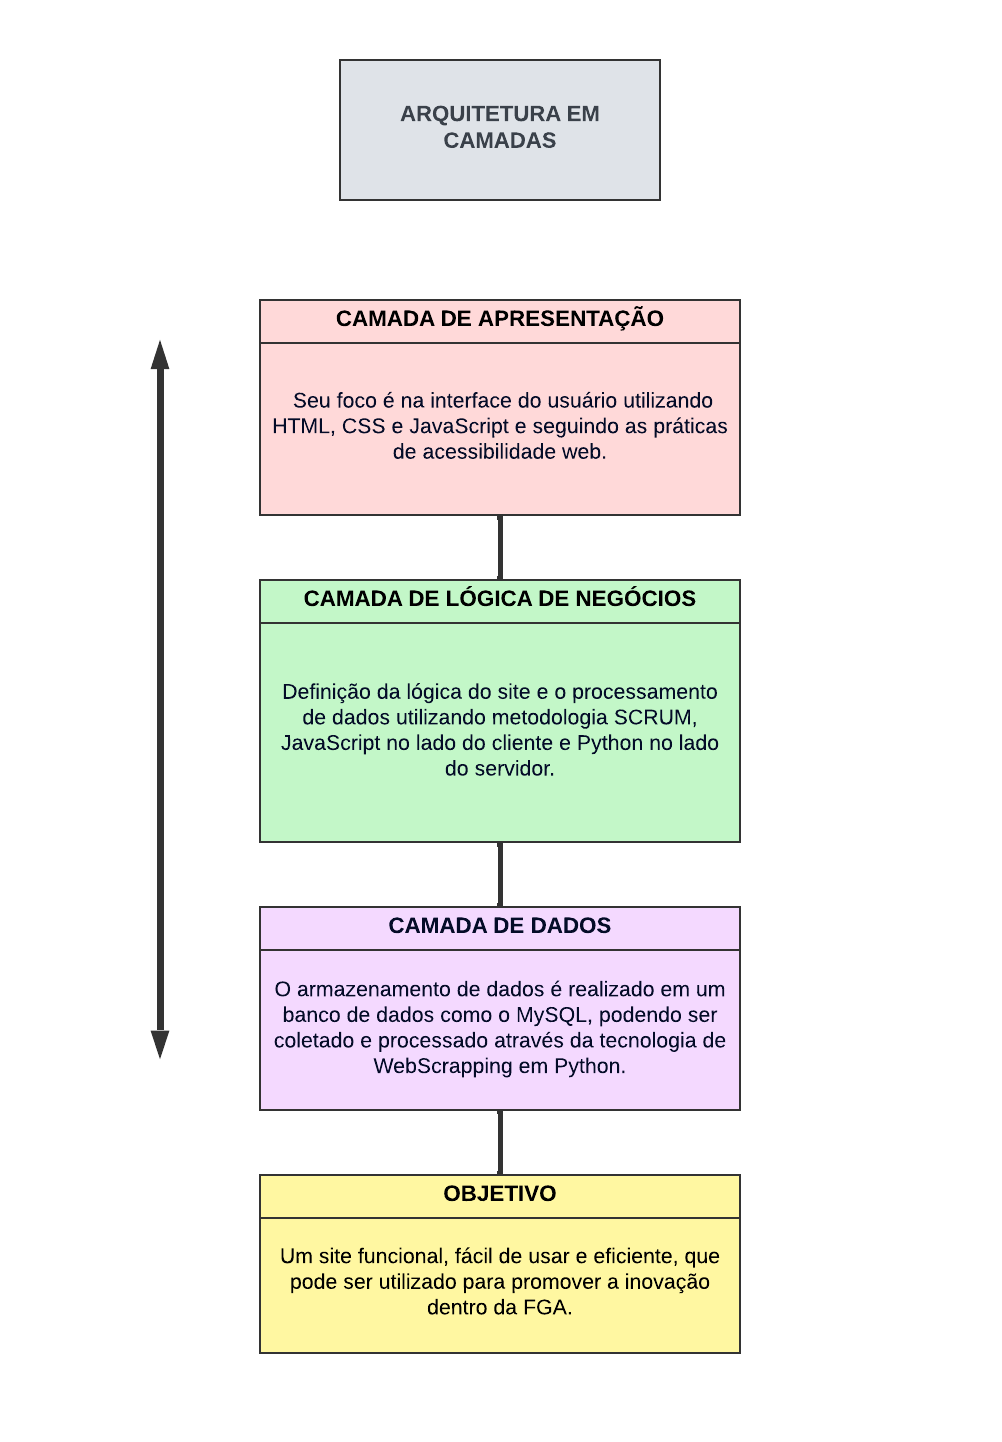 ARQUITETURA EM
CAMADAS
CAMADA DE APRESENTAÇÃO
Seu foco é na interface do usuário utilizando
HTML, CSS e JavaScript e seguindo as práticas
de acessibilidade web.
CAMADA DE LÓGICA DE NEGÓCIOS
Definição da lógica do site e o processamento
de dados utilizando metodologia SCRUM,
JavaScript no lado do cliente e Python no lado
do servidor.
CAMADA DE DADOS
O armazenamento de dados é realizado em um
banco de dados como o MySQL, podendo ser
coletado e processado através da tecnologia de
WebScrapping em Python.
OBJETIVO
Um site funcional, fácil de usar e eficiente, que
pode ser utilizado para promover a inovação
dentro da FGA.